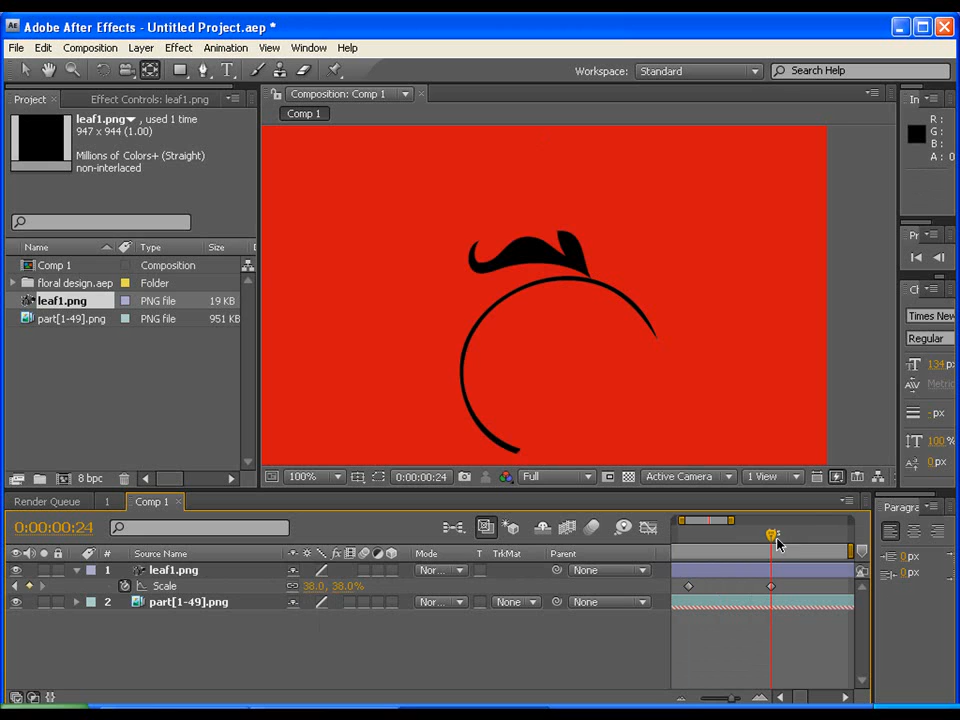 Adobe After Effects - Untitled Project.aep *
File Edit Composition Layer Effect Animation View Window Help
Workspace: Standard Search Help
Project Effect Controls: leaf1.png Composition: Comp 1 In
Comp 1
leaf1.png , used 1 time
947 x 944 (1.00)
Millions of Colors+ (Straight)
non-interlaced
R :
G :
B :
A : 0
Name Type Size
Comp 1 Composition
floral design.aep Folder
leaf1.png PNG file 19 KB
part[1-49].png PNG file 951 KB
Pr
Ch
Times New
Regular
134 px
Metric
- px
100 %
0 px
8 bpc 100% 0:00:00:24 Full Active Camera 1 View
Render Queue 1 Comp 1
0:00:00:24
# Source Name Mode T TrkMat Parent
1 leaf1.png Nor... None
Scale 38.0, 38.0%
2 part[1-49].png Nor... None None
Paragra
0 px
0 px